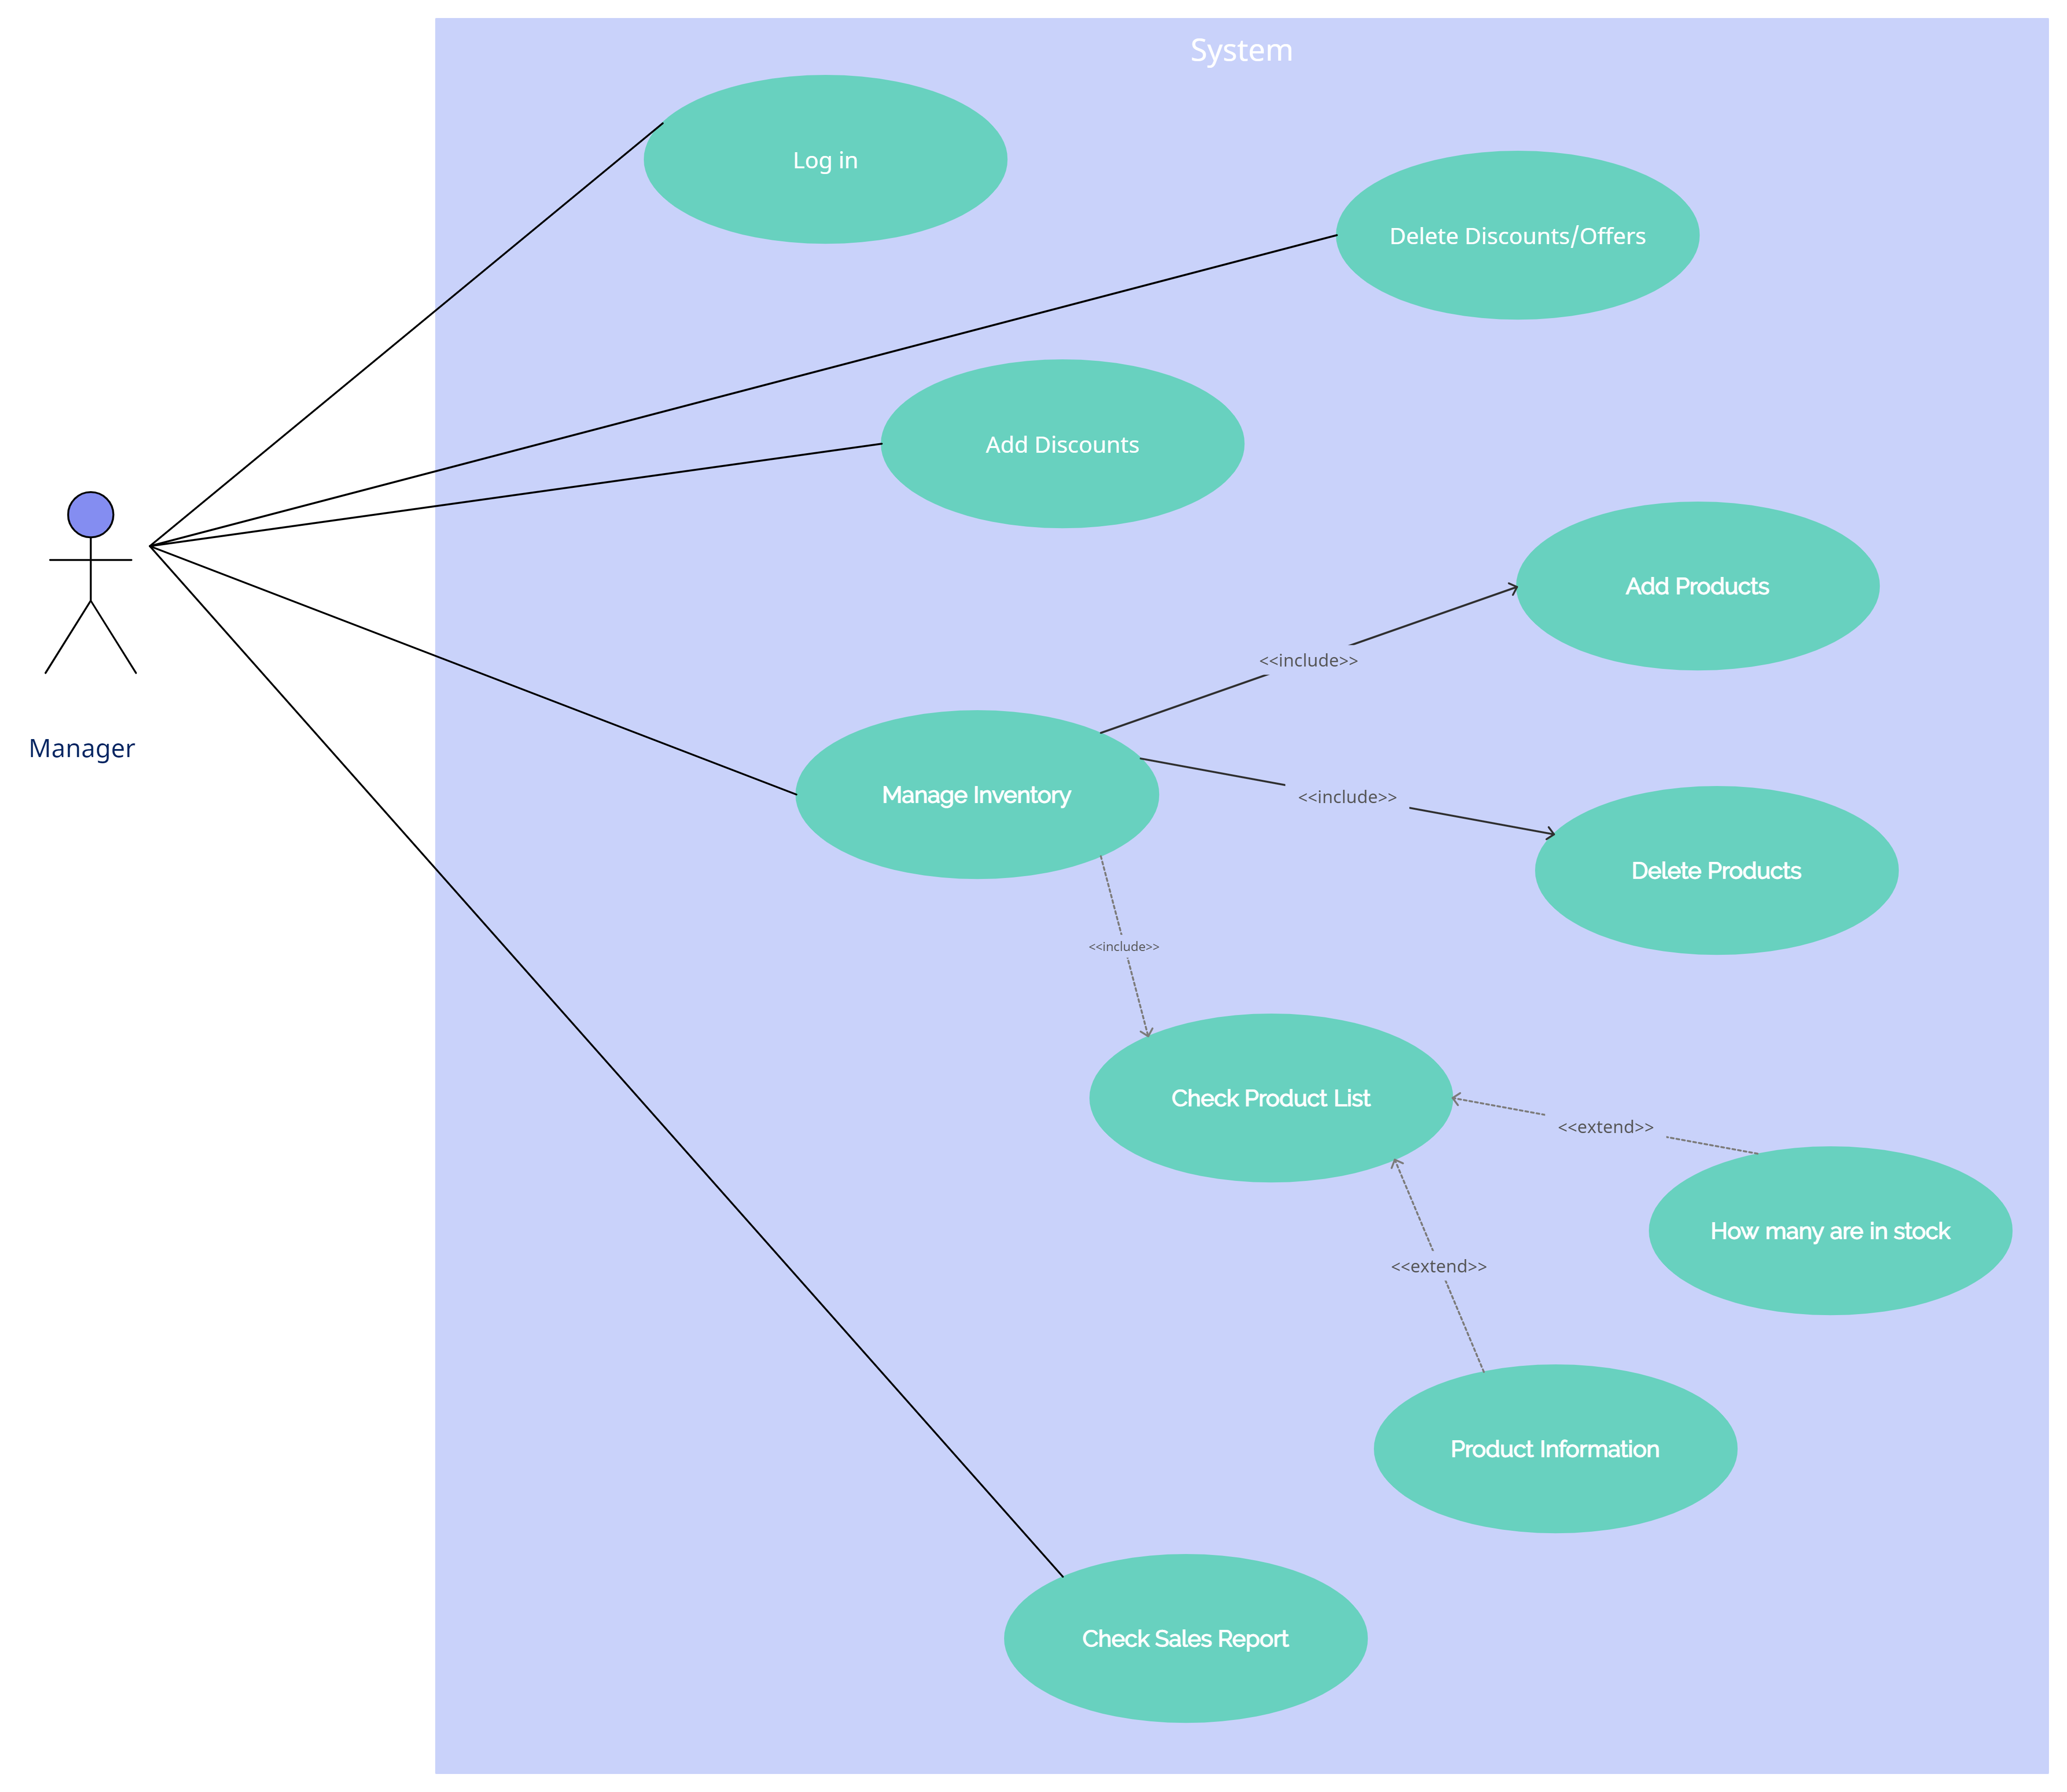 System
Log in
Delete Discounts/Offers
Add Discounts
Add Products
<<include>>
Manager
Manage Inventory
<<include>>
Delete Products
<<include>>
Check Product List
<<extend>>
How many are in stock
<<extend>>
Product Information
Check Sales Report